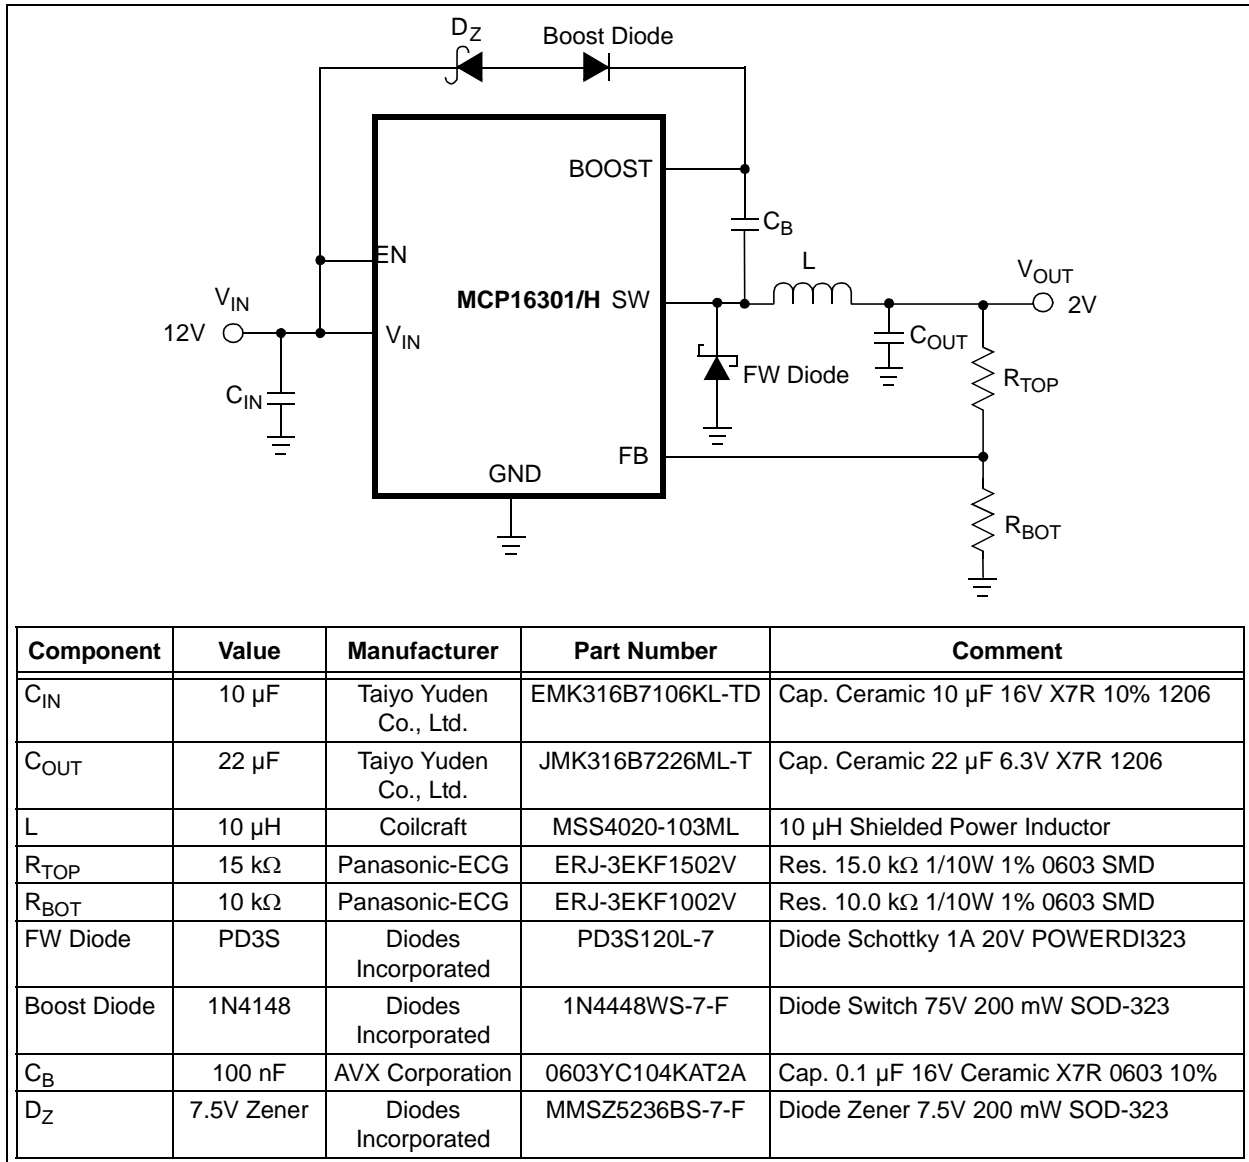 D_Z
Boost Diode
BOOST
C_B
EN
L
V_OUT
V_IN
MCP16301/H SW
2V
12V
V_IN
C_OUT
FW Diode
R_TOP
C_IN
FB
GND
R_BOT
Component Value Manufacturer Part Number Comment
C_IN 10 µF Taiyo Yuden EMK316B7106KL-TD Cap. Ceramic 10 µF 16V X7R 10% 1206
Co., Ltd.
C_OUT 22 µF Taiyo Yuden JMK316B7226ML-T Cap. Ceramic 22 µF 6.3V X7R 1206
Co., Ltd.
L 10 µH Coilcraft MSS4020-103ML 10 µH Shielded Power Inductor
R_TOP 15 kΩ Panasonic-ECG ERJ-3EKF1502V Res. 15.0 kΩ 1/10W 1% 0603 SMD
R_BOT 10 kΩ Panasonic-ECG ERJ-3EKF1002V Res. 10.0 kΩ 1/10W 1% 0603 SMD
FW Diode PD3S Diodes PD3S120L-7 Diode Schottky 1A 20V POWERDI323
Incorporated
Boost Diode 1N4148 Diodes 1N4448WS-7-F Diode Switch 75V 200 mW SOD-323
Incorporated
C_B 100 nF AVX Corporation 0603YC104KAT2A Cap. 0.1 µF 16V Ceramic X7R 0603 10%
D_Z 7.5V Zener Diodes MMSZ5236BS-7-F Diode Zener 7.5V 200 mW SOD-323
Incorporated